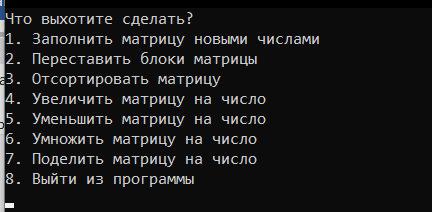 Что выхотите сделать?
1. Заполнить матрицу новыми числами
2. Переставить блоки матрицы
3. Отсортировать матрицу
4. Увеличить матрицу на число
5. Уменьшить матрицу на число
6. Умножить матрицу на число
7. Поделить матрицу на число
8. Выйти из программы